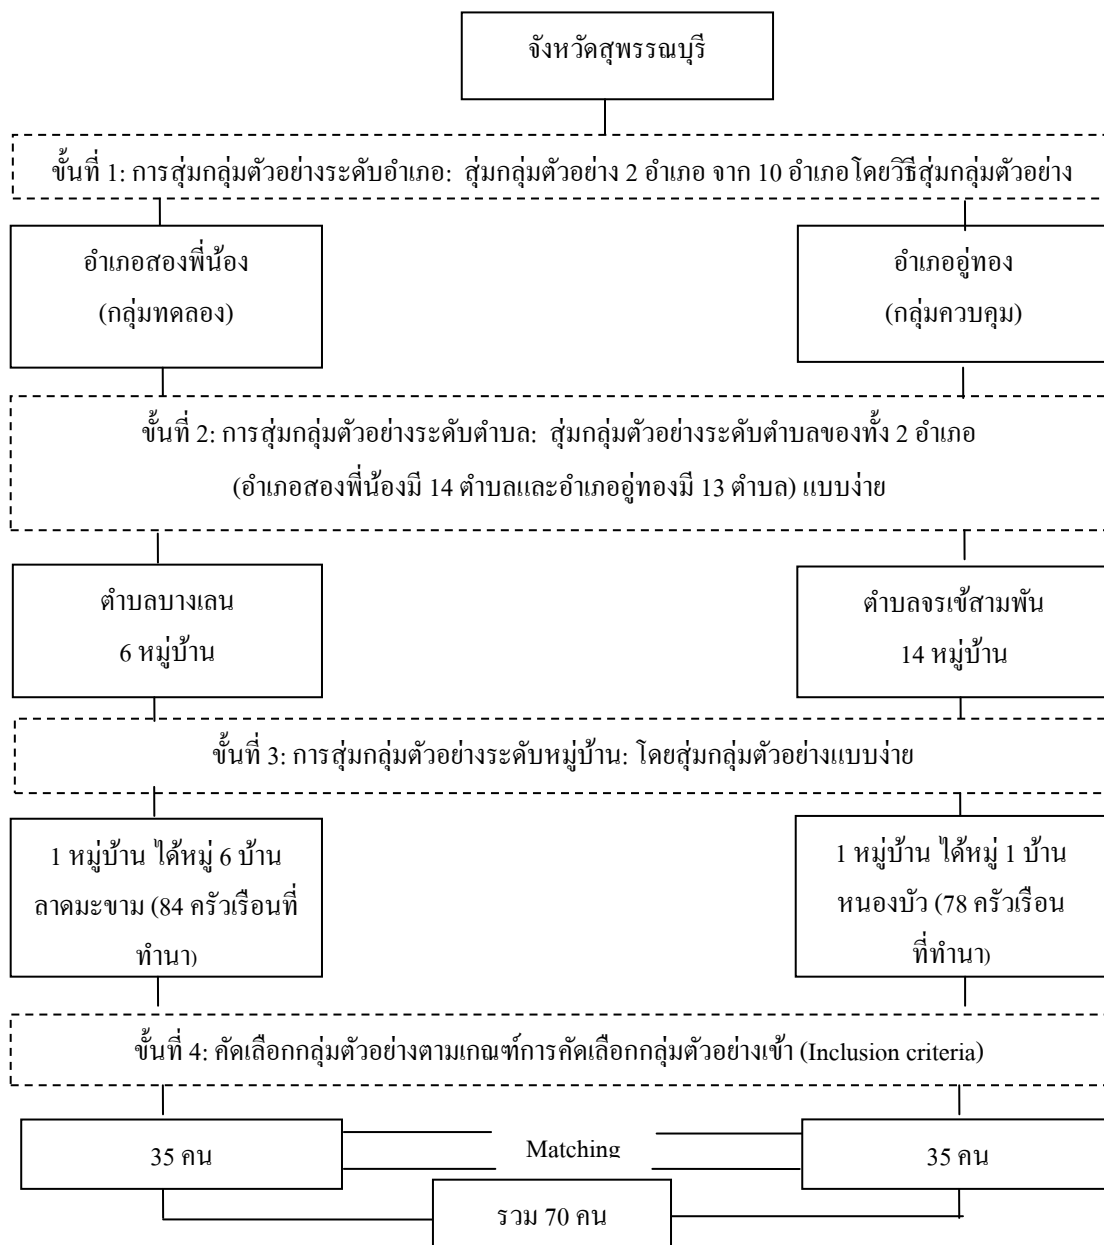 จังหวัดสุพรรณบุรี
ขั้นที่ 1: การสุ่มกลุ่มตัวอย่างระดับอำเภอ: สุ่มกลุ่มตัวอย่าง 2 อำเภอ จาก 10 อำเภอโดยวิธีสุ่มกลุ่มตัวอย่าง
อำเภอสองพี่น้อง
(กลุ่มทดลอง)
อำเภออู่ทอง
(กลุ่มควบคุม)
ขั้นที่ 2: การสุ่มกลุ่มตัวอย่างระดับตำบล: สุ่มกลุ่มตัวอย่างระดับตำบลของทั้ง 2 อำเภอ
(อำเภอสองพี่น้องมี 14 ตำบลและอำเภออู่ทองมี 13 ตำบล) แบบง่าย
ตำบลบางเลน
6 หมู่บ้าน
ตำบลจรเข้สามพัน
14 หมู่บ้าน
ขั้นที่ 3: การสุ่มกลุ่มตัวอย่างระดับหมู่บ้าน: โดยสุ่มกลุ่มตัวอย่างแบบง่าย
1 หมู่บ้าน ได้หมู่ 6 บ้าน
ลาดมะขาม (84 ครัวเรือนที่
ทำนา)
1 หมู่บ้าน ได้หมู่ 1 บ้าน
หนองบัว (78 ครัวเรือน
ที่ทำนา)
ขั้นที่ 4: คัดเลือกกลุ่มตัวอย่างตามเกณฑ์การคัดเลือกกลุ่มตัวอย่างเข้า (Inclusion criteria)
35 คน
Matching
35 คน
รวม 70 คน